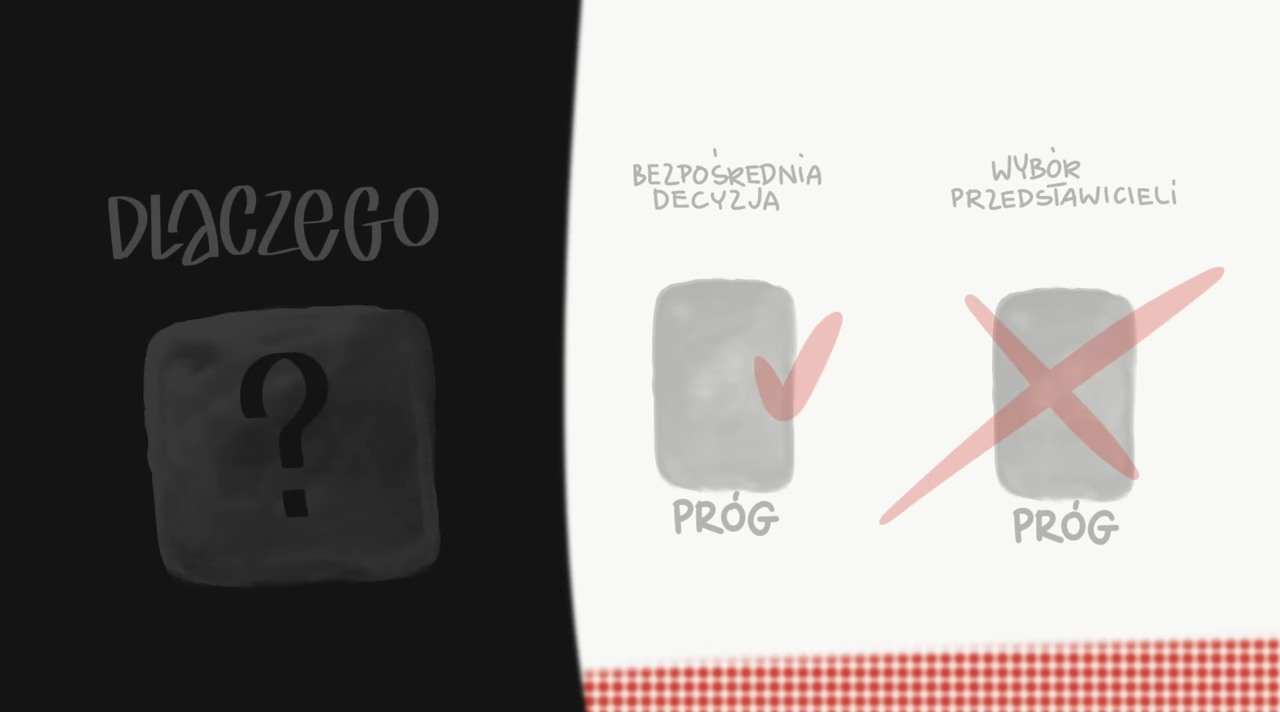 DLACZEGO
?
BEZPOŚREDNIA
DECYZJA
PRÓG
WYBÓR
PRZEDSTAWICIELI
PRÓG